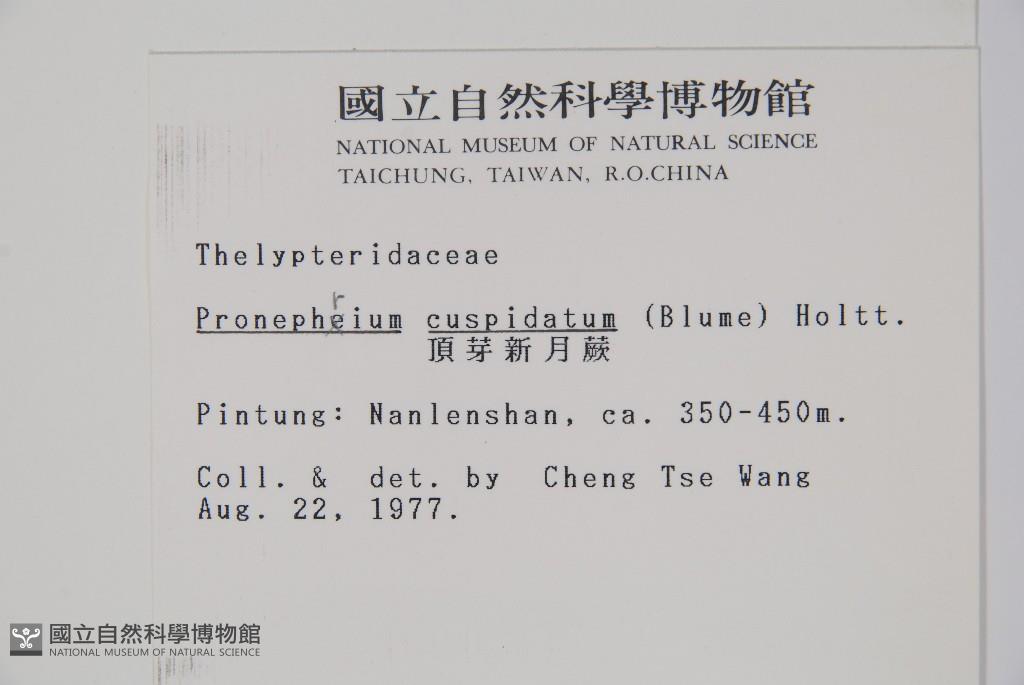 國立自然科學博物館
NATIONAL MUSEUM OF NATURAL SCIENCE
TAICHUNG, TAIWAN, R.O.CHINA
Thelypteridaceae
r
Pronepheium cuspidatum (Blume) Holtt.
頂芽新月蕨
Pintung: Nanlenshan, ca. 350-450m.
Coll. & det. by Cheng Tse Wang
Aug. 22, 1977.
國立自然科學博物館
NATIONAL MUSEUM OF NATURAL SCIENCE